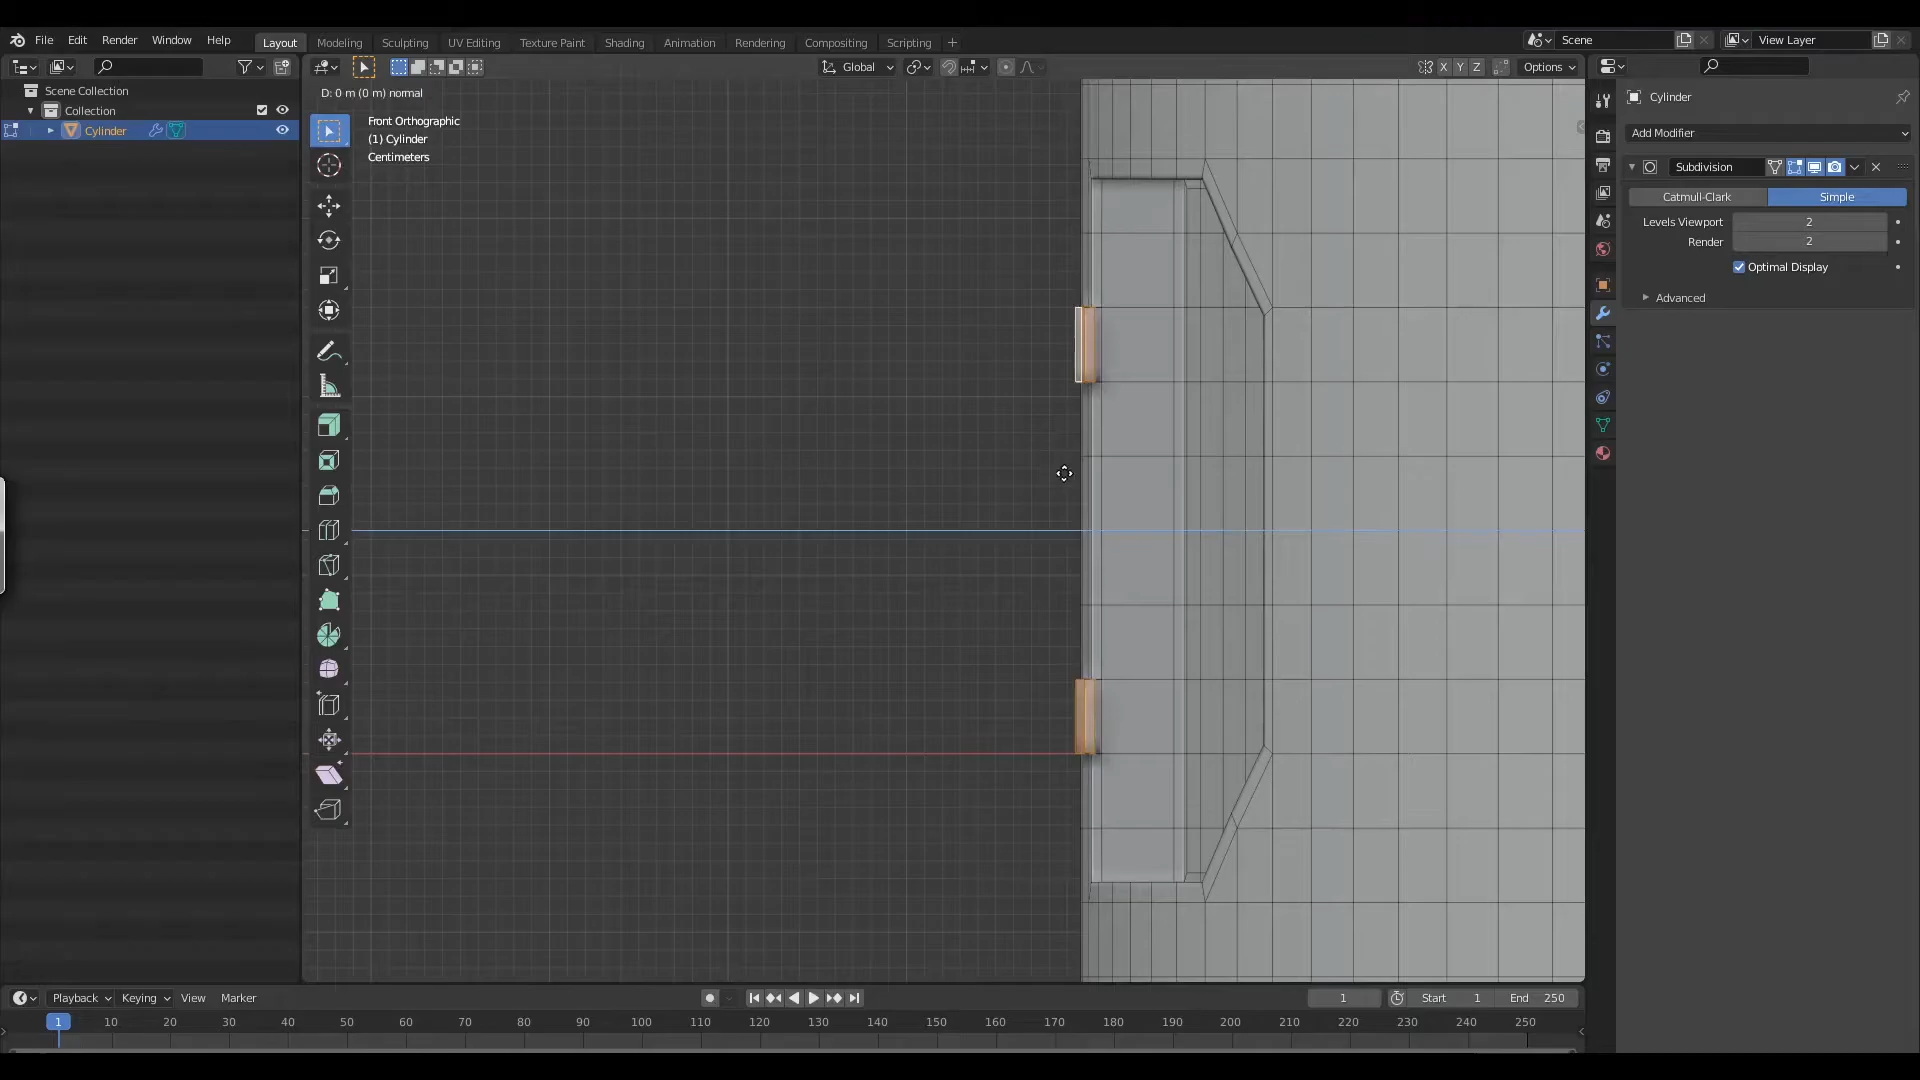 File Edit Render Window Help Layout Modeling Sculpting UV Editing Texture Paint Shading Animation Rendering Compositing Scripting + Scene View Layer
Global X Y Z Options
Scene Collection
Collection
Cylinder
D: 0 m (0 m) normal
Front Orthographic
(1) Cylinder
Centimeters
Cylinder
Add Modifier
Subdivision
Catmull-Clark Simple
Levels Viewport 2
Render 2
Optimal Display
Advanced
Playback Keying View Marker 1 Start 1 End 250
1 10 20 30 40 50 60 70 80 90 100 110 120 130 140 150 160 170 180 190 200 210 220 230 240 250